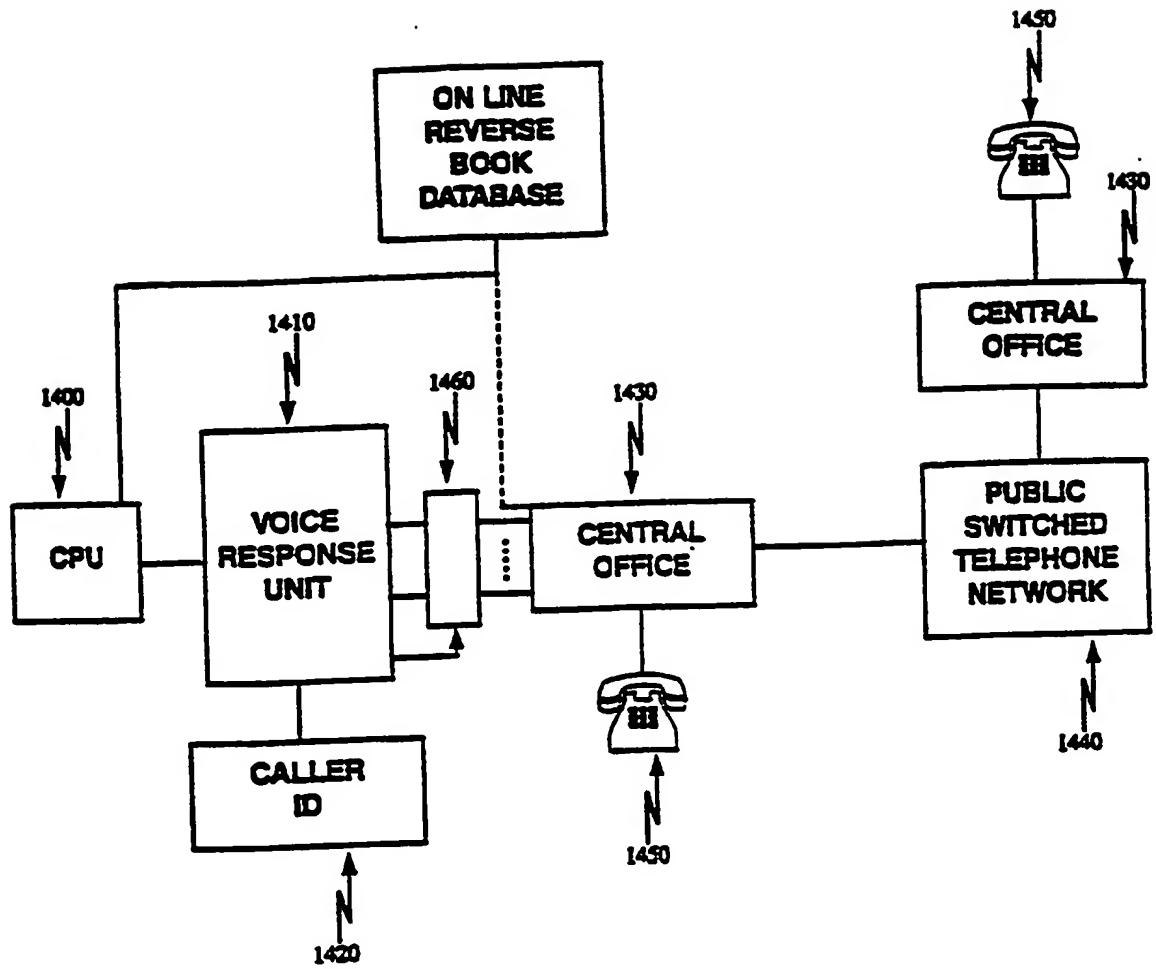 1450
ON LINE
REVERSE
BOOK
DATABASE
1430
CENTRAL
OFFICE
1410
1460
1430
1400
CPU
VOICE
RESPONSE
UNIT
CENTRAL
OFFICE
PUBLIC
SWITCHED
TELEPHONE
NETWORK
CALLER
ID
1450
1440
1420